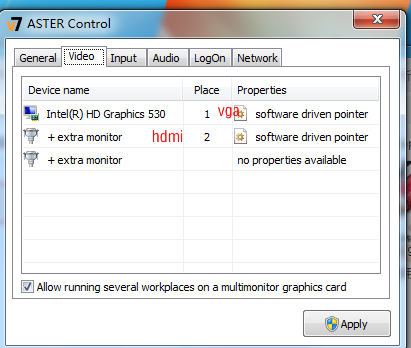 ASTER Control
General Video Input Audio LogOn Network
Device name Place Properties
Intel(R) HD Graphics 530 1 vga software driven pointer
+ extra monitor hdmi 2 software driven pointer
+ extra monitor no properties available
Allow running several workplaces on a multimonitor graphics card
Apply